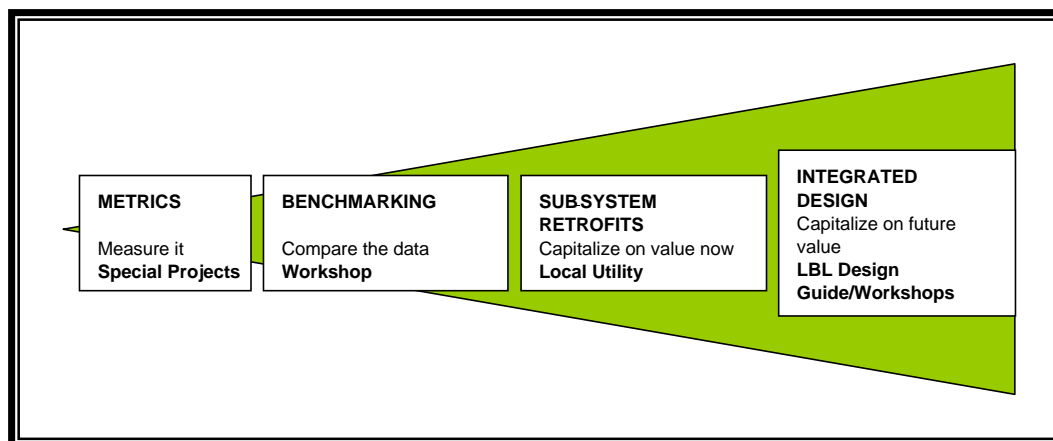 METRICS
Measure it
Special Projects
BENCHMARKING
Compare the data
Workshop
SUB-SYSTEM
RETROFITS
Capitalize on value now
Local Utility
INTEGRATED
DESIGN
Capitalize on future
value
LBL Design
Guide/Workshops